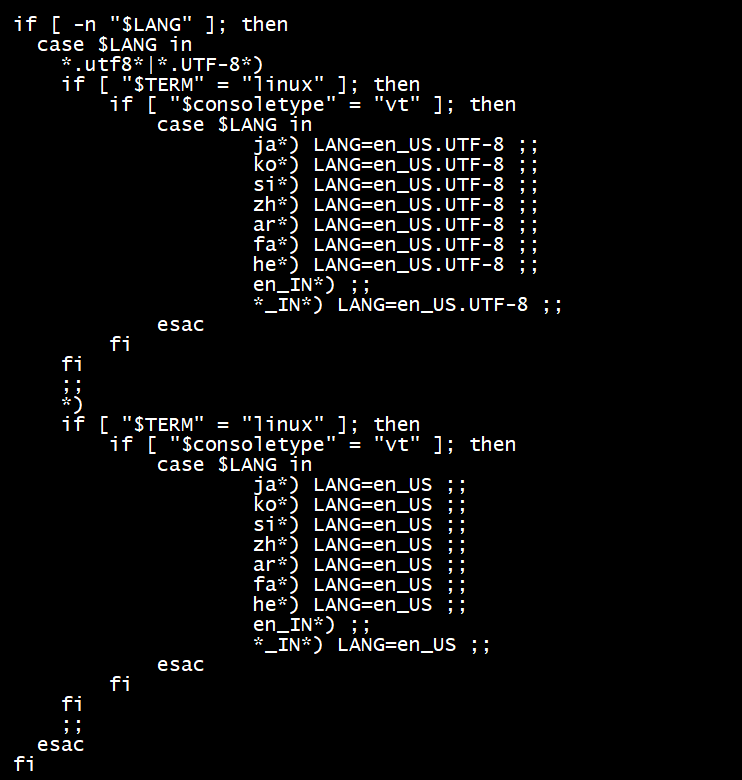 if [ -n "$LANG" ]; then
  case $LANG in
    *.utf8*|*.UTF-8*)
    if [ "$TERM" = "linux" ]; then
        if [ "$consoletype" = "vt" ]; then
            case $LANG in
                    ja*) LANG=en_US.UTF-8 ;;
                    ko*) LANG=en_US.UTF-8 ;;
                    si*) LANG=en_US.UTF-8 ;;
                    zh*) LANG=en_US.UTF-8 ;;
                    ar*) LANG=en_US.UTF-8 ;;
                    fa*) LANG=en_US.UTF-8 ;;
                    he*) LANG=en_US.UTF-8 ;;
                    en_IN*) ;;
                    *_IN*) LANG=en_US.UTF-8 ;;
            esac
        fi
    fi
    ;;
    *)
    if [ "$TERM" = "linux" ]; then
        if [ "$consoletype" = "vt" ]; then
            case $LANG in
                    ja*) LANG=en_US ;;
                    ko*) LANG=en_US ;;
                    si*) LANG=en_US ;;
                    zh*) LANG=en_US ;;
                    ar*) LANG=en_US ;;
                    fa*) LANG=en_US ;;
                    he*) LANG=en_US ;;
                    en_IN*) ;;
                    *_IN*) LANG=en_US ;;
            esac
        fi
    fi
    ;;
  esac
fi